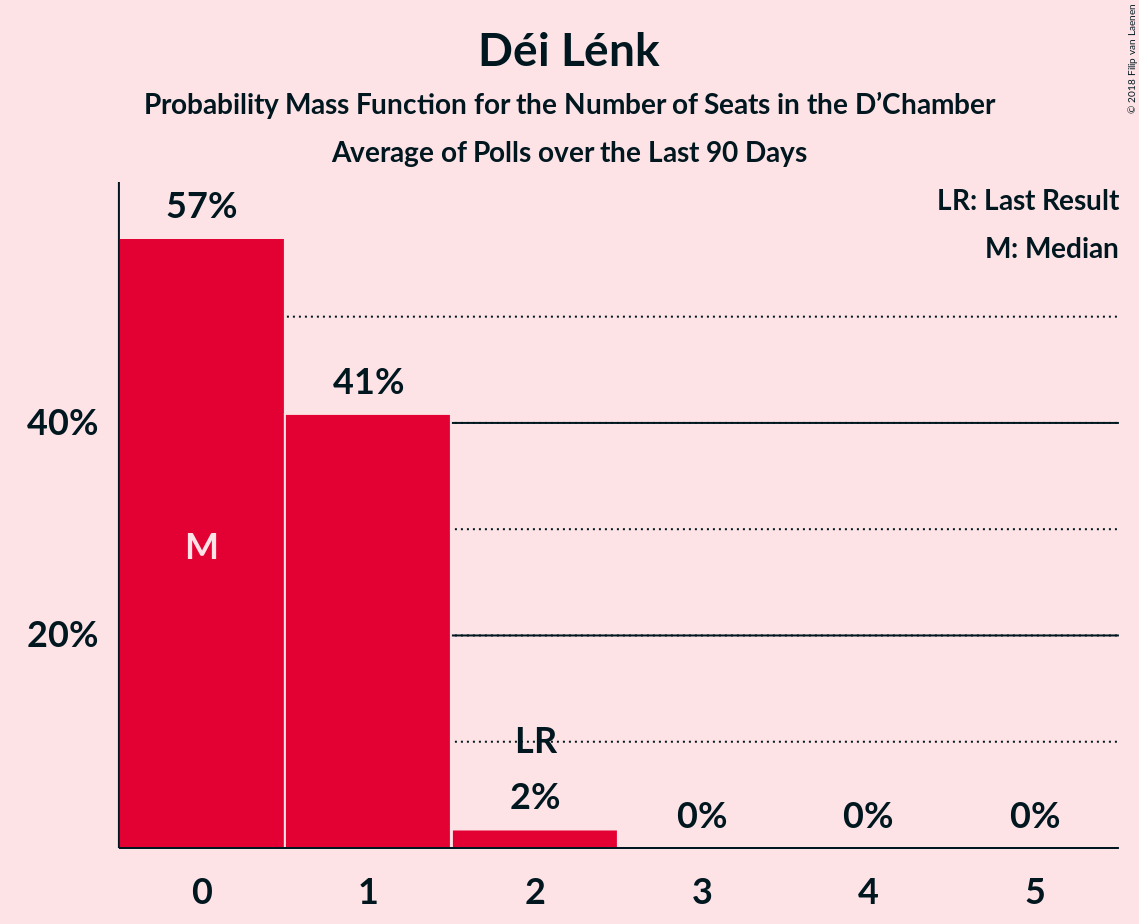 Déi Lénk
Probability Mass Function for the Number of Seats in the D’Chamber
Average of Polls over the Last 90 Days
© 2018 Filip van Laenen
LR: Last Result
M: Median
57%
41%
40%
M
20%
LR
2%
0%
0%
0%
0
1
2
3
4
5